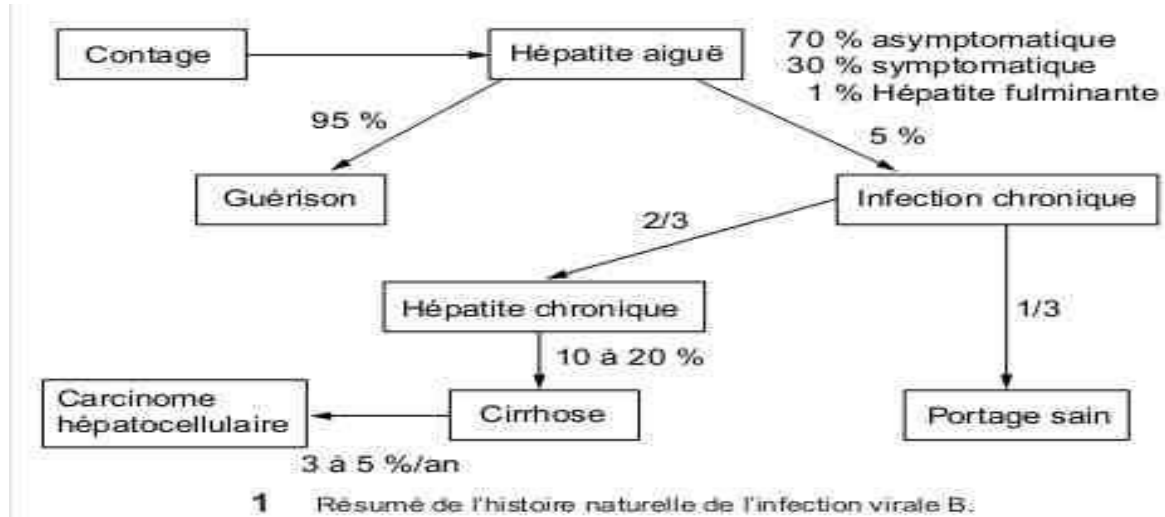 Contage
Hépatite aiguë
70 % asymptomatique
30 % symptomatique
1 % Hépatite fulminante
95 %
5 %
Guérison
Infection chronique
2/3
Hépatite chronique
1/3
10 à 20 %
Carcinome
hépatocellulaire
Cirrhose
Portage sain
3 à 5 %/an
1 Résumé de l'histoire naturelle de l'infection virale B.